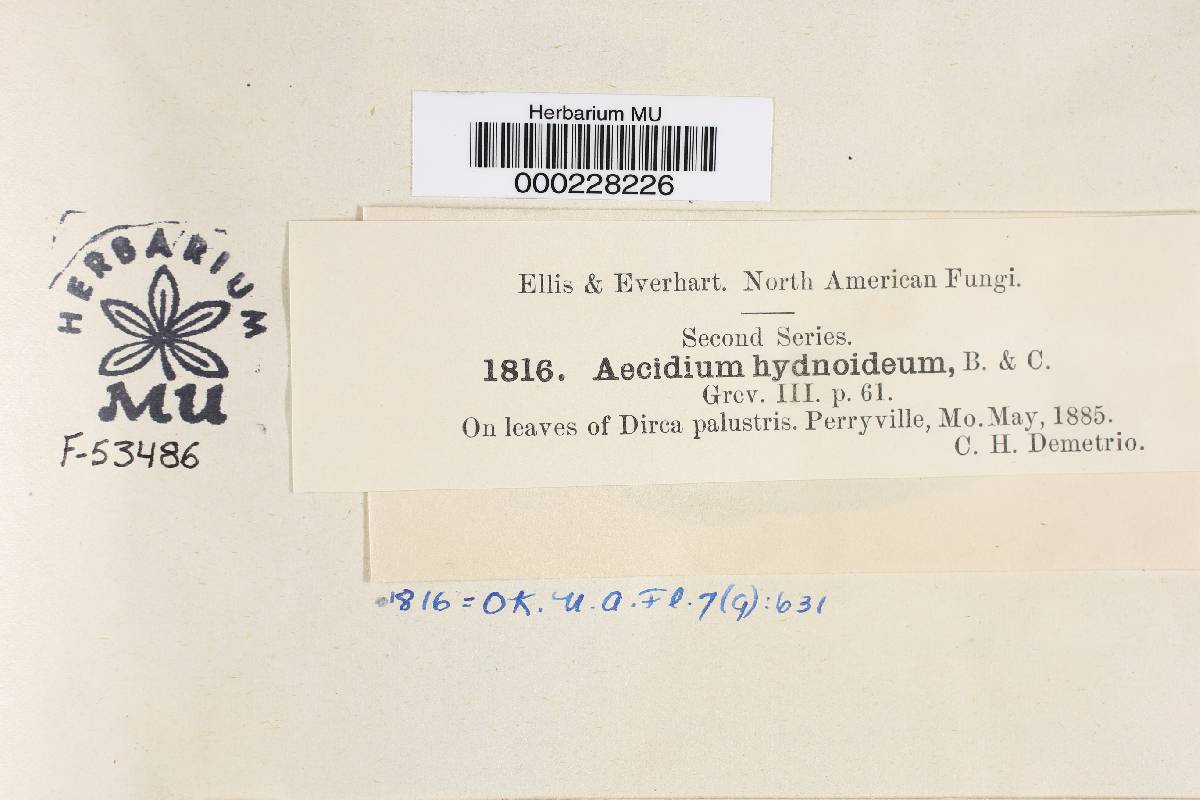 Herbarium MU
000228226
HERBARIUM
MU
F-53486
Ellis & Everhart. North American Fungi.
Second Series.
1816. Aecidium hydnoideum, B. & C.
Grev. III. p. 61.
On leaves of Dirca palustris. Perryville, Mo. May, 1885.
C. H. Demetrio.
1816 = OK. N. A. Fl. 7(9):631